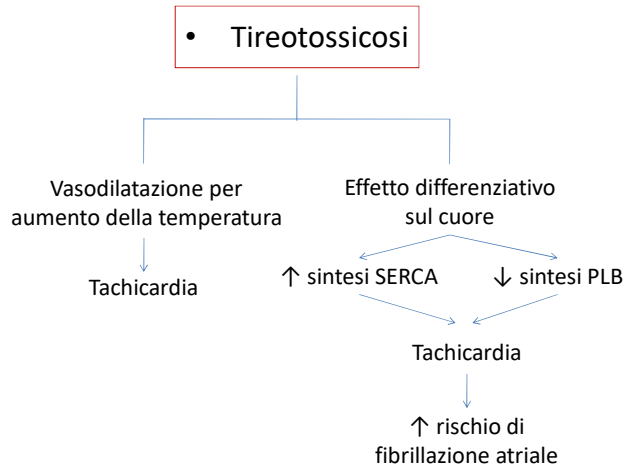 • Tireotossicosi
Vasodilatazione per
aumento della temperatura
Tachicardia
Effetto differenziativo
sul cuore
↑ sintesi SERCA
↓ sintesi PLB
Tachicardia
↑ rischio di
fibrillazione atriale